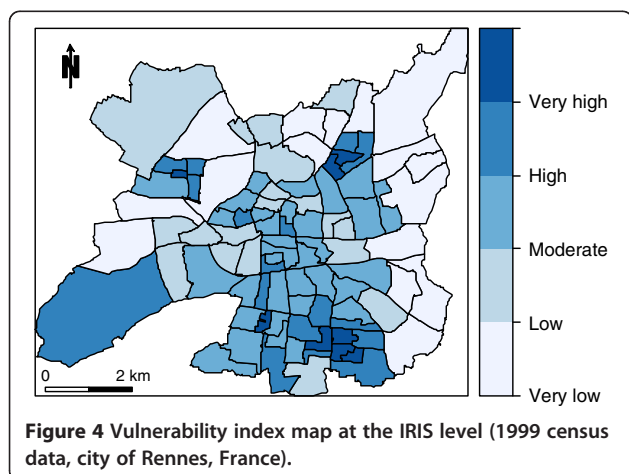 N
Very high
High
Moderate
Low
Very low
0 2 km
Figure 4 Vulnerability index map at the IRIS level (1999 census
data, city of Rennes, France).